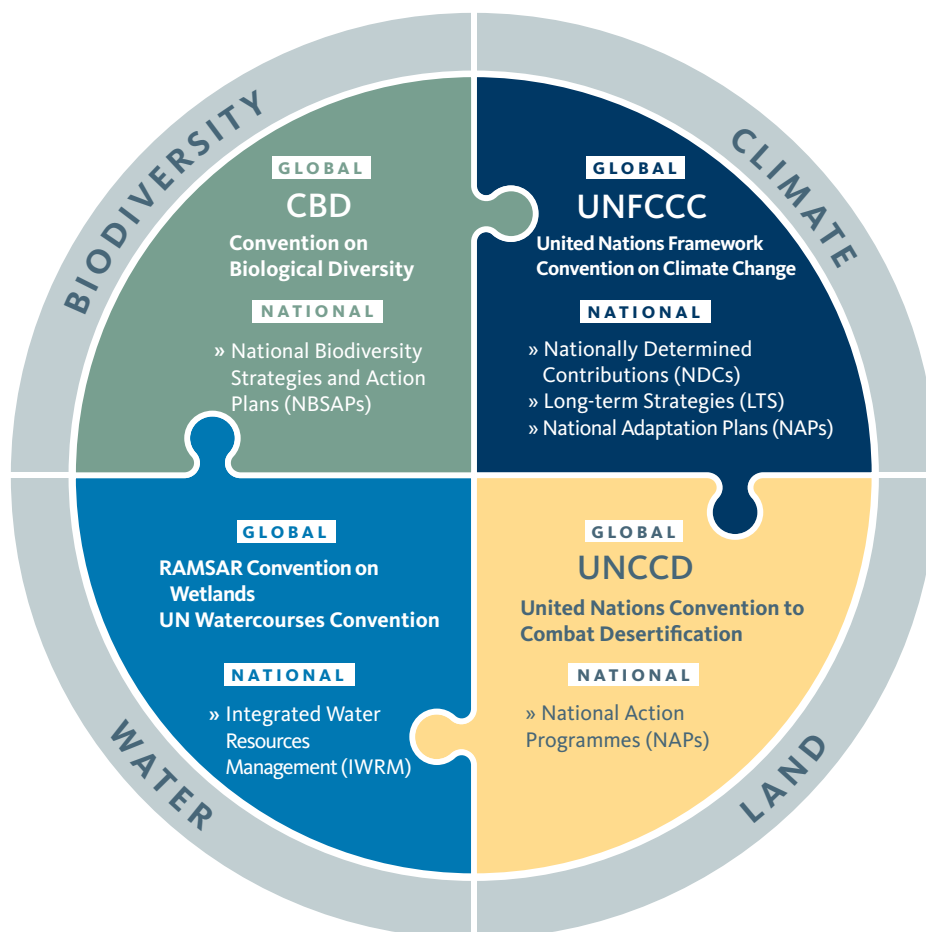 BIODIVERSITY
GLOBAL
CBD
Convention on
Biological Diversity
NATIONAL
» National Biodiversity
Strategies and Action
Plans (NBSAPs)
CLIMATE
GLOBAL
UNFCCC
United Nations Framework
Convention on Climate Change
NATIONAL
» Nationally Determined
Contributions (NDCs)
» Long-term Strategies (LTS)
» National Adaptation Plans (NAPs)
WATER
GLOBAL
RAMSAR Convention on
Wetlands
UN Watercourses Convention
NATIONAL
» Integrated Water
Resources
Management (IWRM)
LAND
GLOBAL
UNCCD
United Nations Convention to
Combat Desertification
NATIONAL
» National Action
Programmes (NAPs)